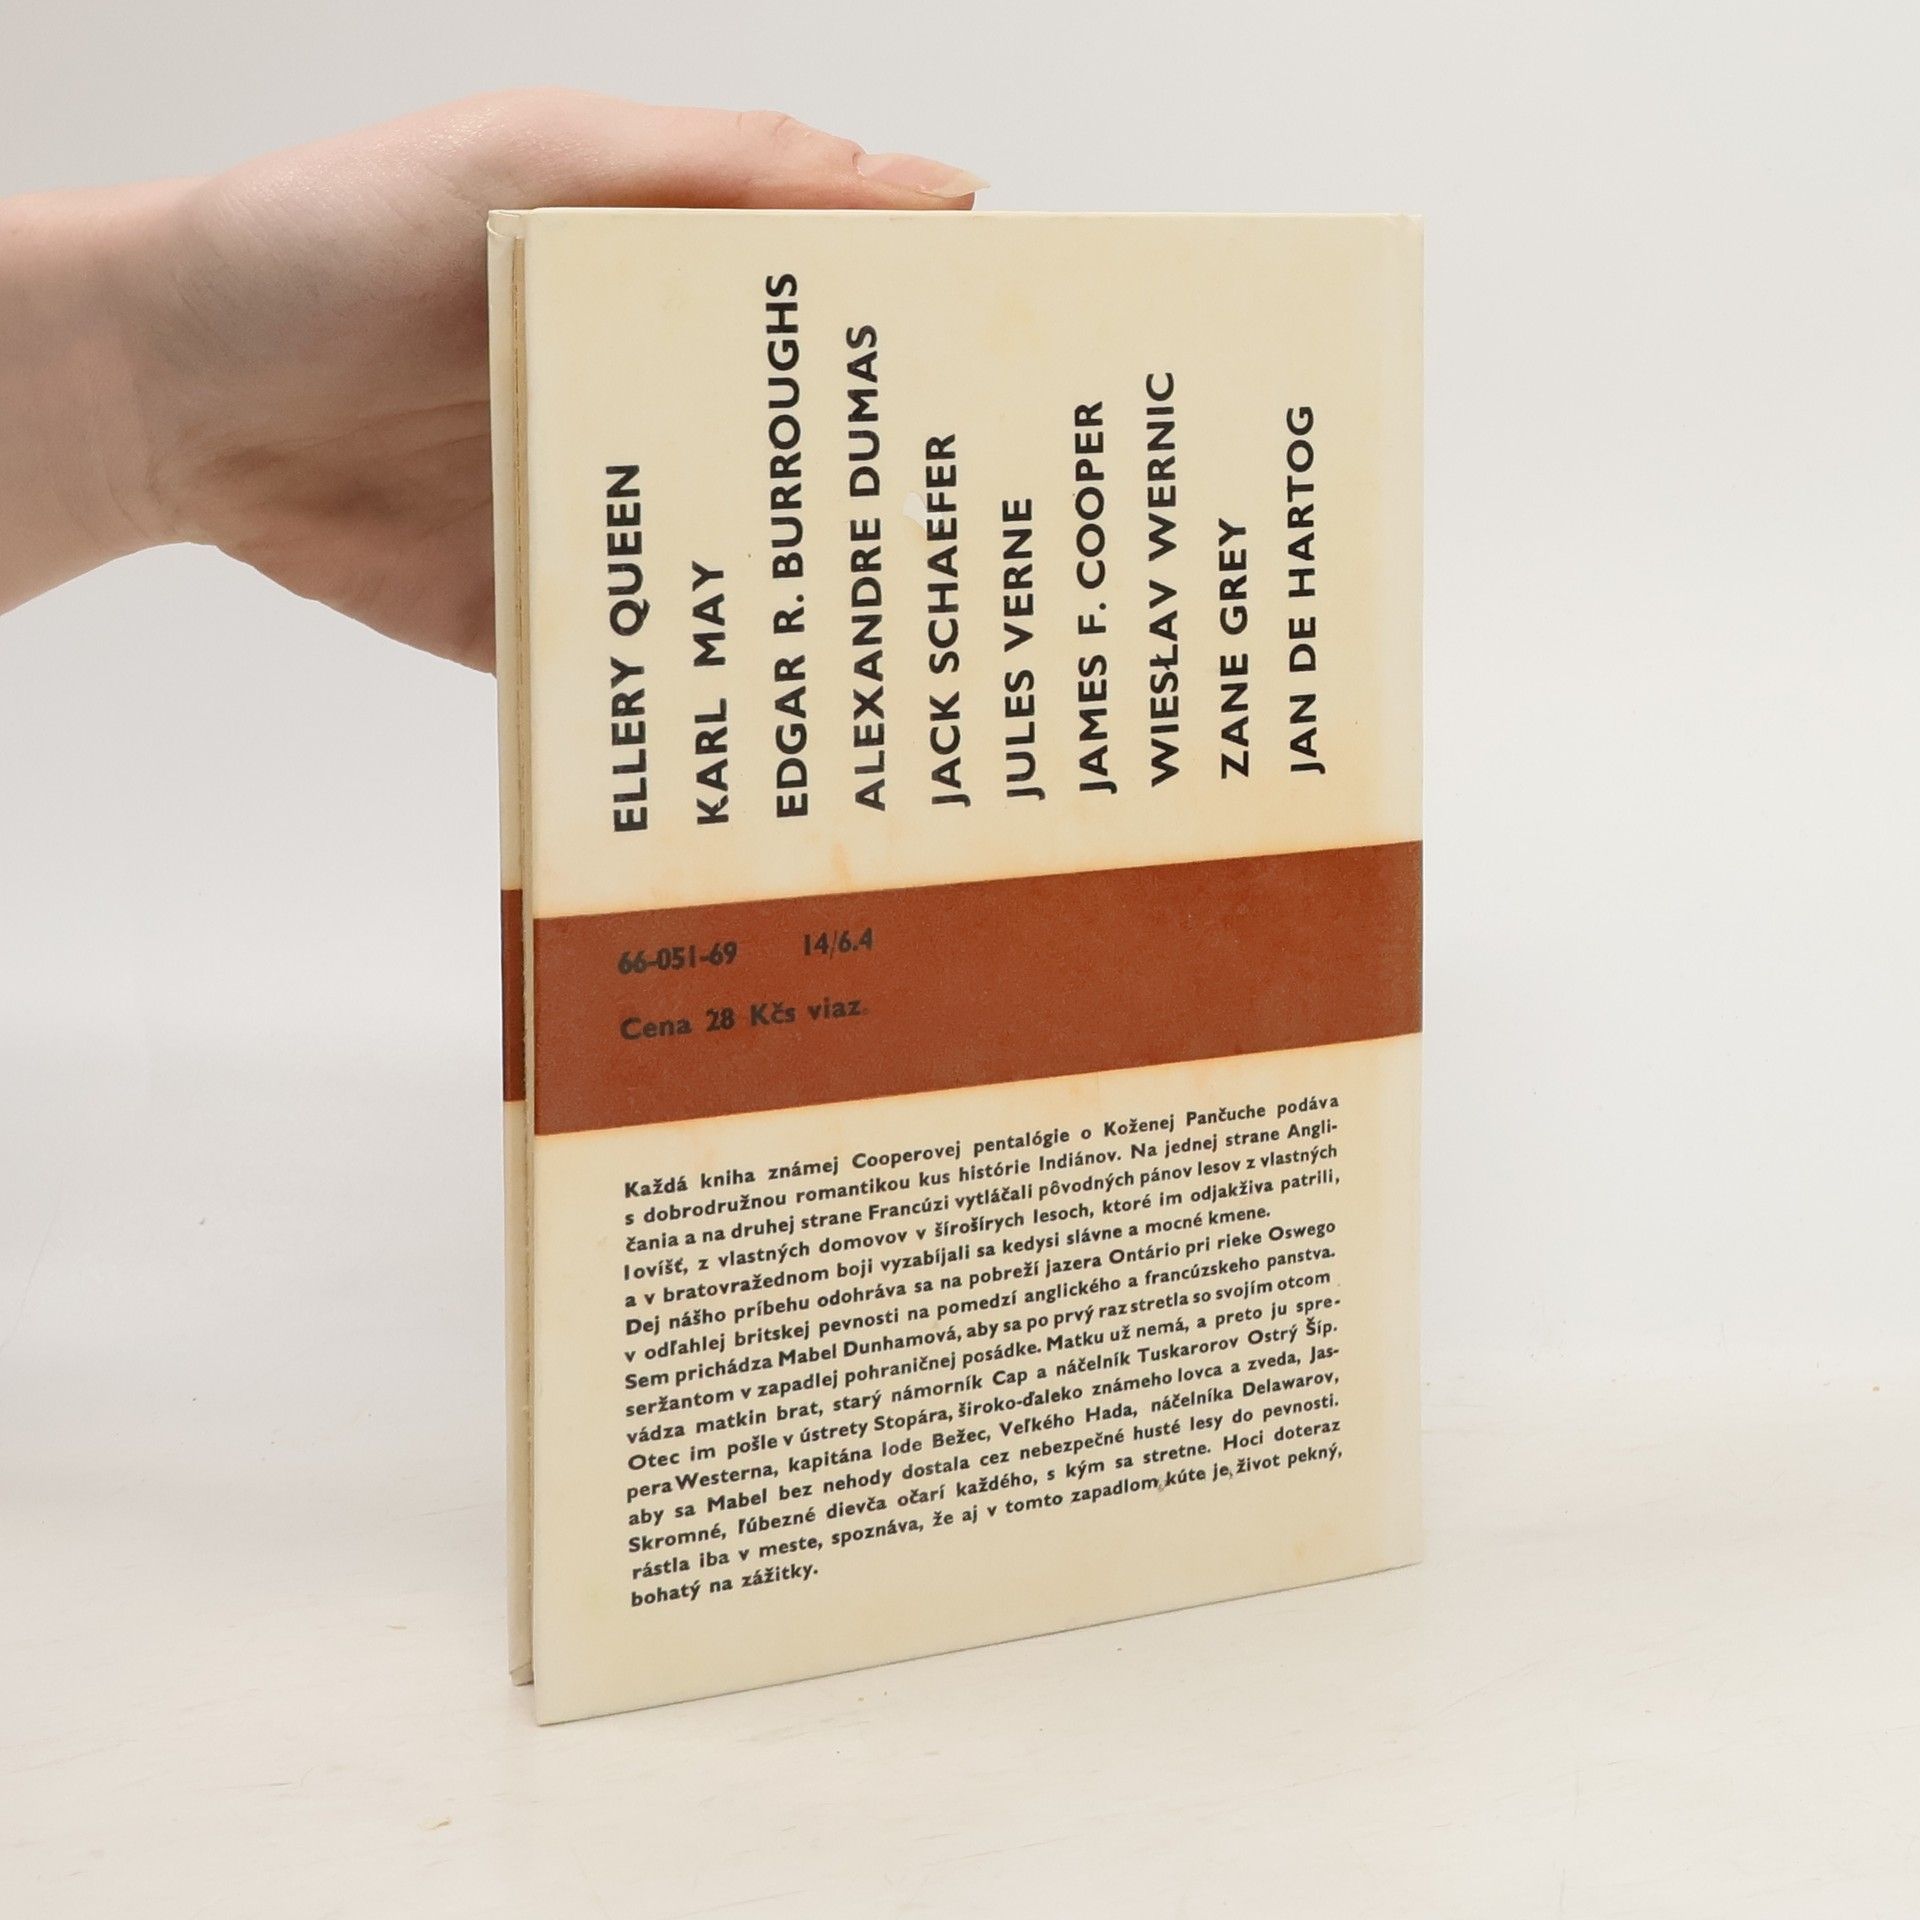 ELLERY QUEEN
KARL MAY
EDGAR R. BURROUGHS
ALEXANDRE DUMAS
JACK SCHAEFER
JULES VERNE
JAMES F. COOPER
WIESŁAV WERNIC
ZANE GREY
JAN DE HARTOG
66-051-69 14/6.4
Cena 28 Kčs viaz.
Každá kniha známej Cooperovej pentalógie o Koženej Pančuche podáva
s dobrodružnou romantikou kus histórie Indiánov. Na jednej strane Angli-
čania a na druhej strane Francúzi vytláčali pôvodných pánov lesov z vlastných
lovíšť, z vlastných domovov v šírošírych lesoch, ktoré im odjakživa patrili,
a v bratovražednom boji vyzabíjali sa kedysi slávne a mocné kmene.
Dej nášho príbehu odohráva sa na pobreží jazera Ontário pri rieke Oswego
v odľahlej britskej pevnosti na pomedzí anglického a francúzskeho panstva.
Sem prichádza Mabel Dunhamová, aby sa po prvý raz stretla so svojím otcom
seržantom v zapadlej pohraničnej posádke. Matku už nemá, a preto ju spre-
vádza matkin brat, starý námorník Cap a náčelník Tuskarorov Ostrý Šíp.
Otec im pošle v ústrety Stopára, široko-ďaleko známeho lovca a zveda, Jas-
pera Westerna, kapitána lode Bežec, Veľkého Hada, náčelníka Delawarov,
aby sa Mabel bez nehody dostala cez nebezpečné husté lesy do pevnosti.
Skromné, ľúbezné dievča očarí každého, s kým sa stretne. Hoci doteraz
rástla iba v meste, spoznáva, že aj v tomto zapadlom kúte je život pekný,
bohatý na zážitky.